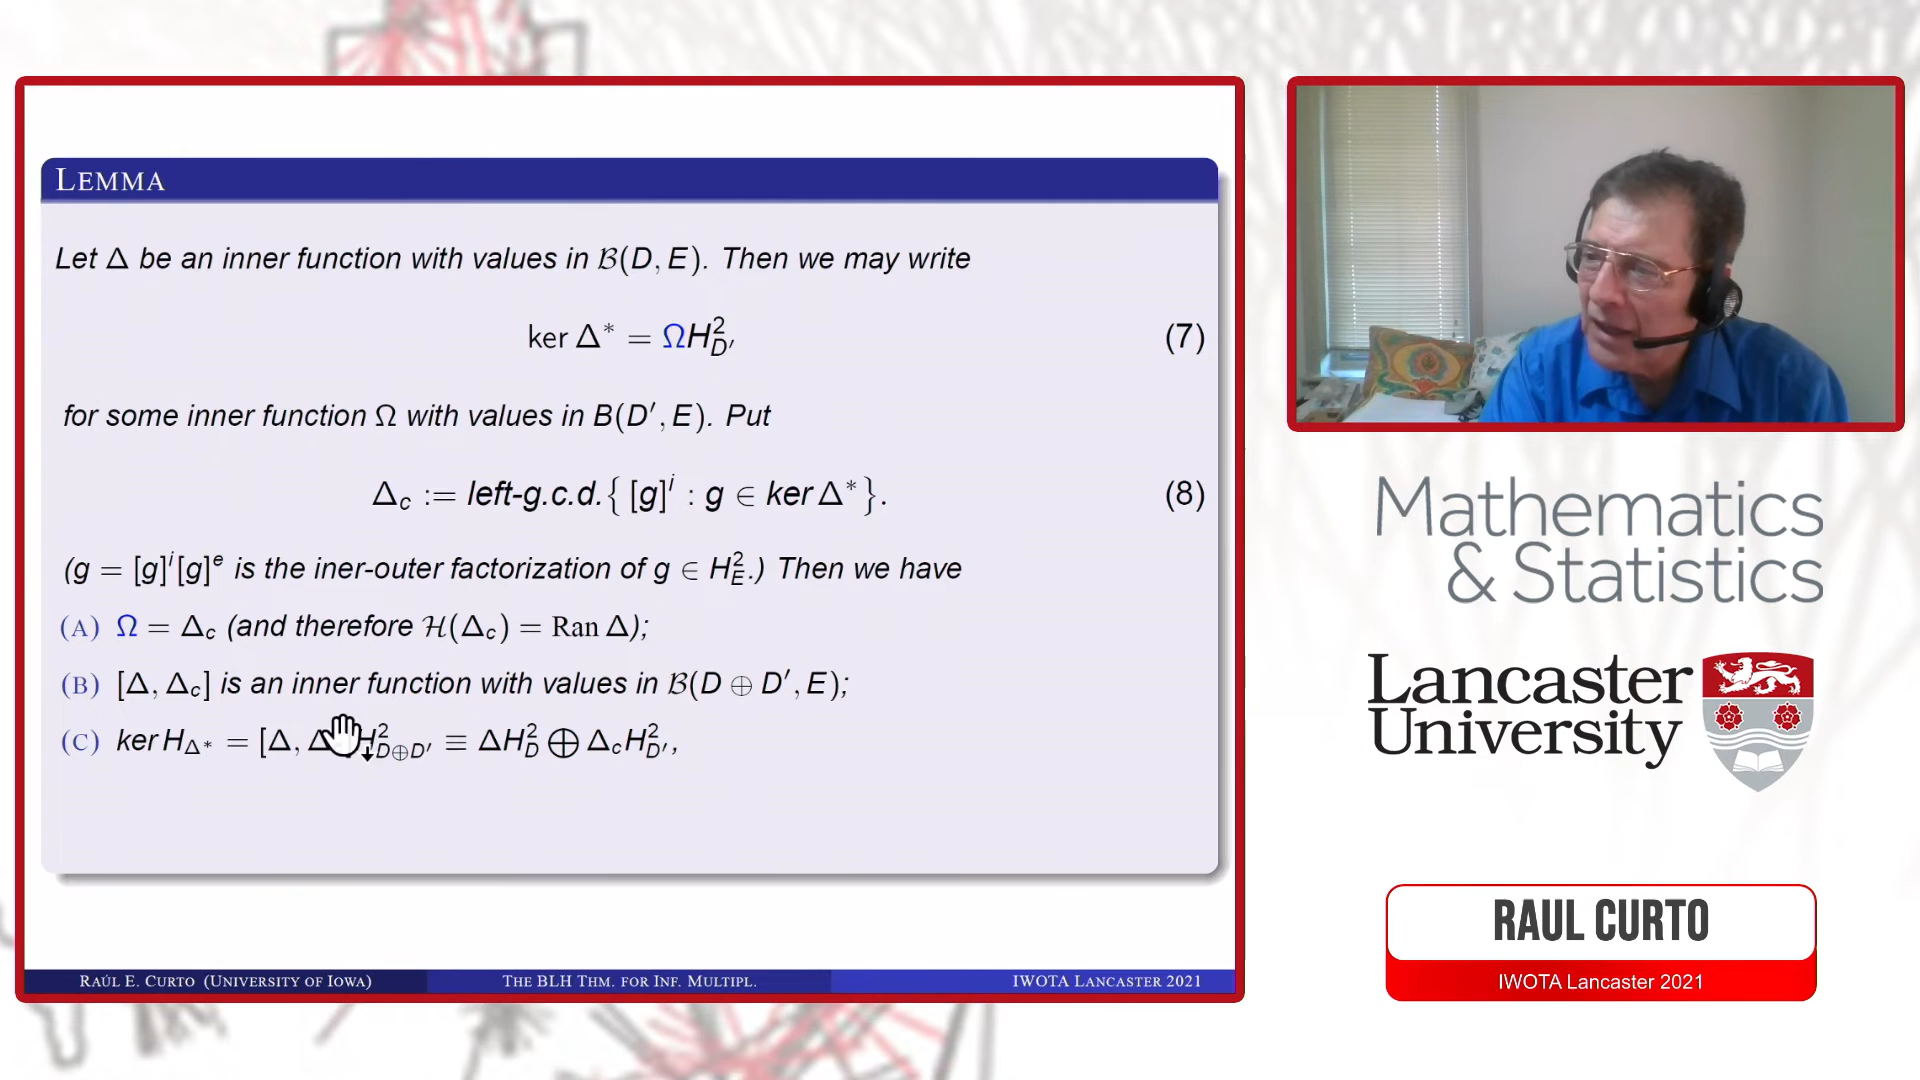 LEMMA
Let Δ be an inner function with values in ℬ(D, E). Then we may write
ker Δ* = ΩH²_{D′} (7)
for some inner function Ω with values in B(D′, E). Put
Δ_c := left-g.c.d.{ [g]^i : g ∈ ker Δ* }. (8)
(g = [g]^i[g]^e is the iner-outer factorization of g ∈ H²_E.) Then we have
(A) Ω = Δ_c (and therefore ℋ(Δ_c) = Ran Δ);
(B) [Δ, Δ_c] is an inner function with values in ℬ(D ⊕ D′, E);
(C) ker H_{Δ*} = [Δ, Δ H²_{D⊕D′} ≡ ΔH²_D ⊕ Δ_cH²_{D′},
RAÚL E. CURTO (UNIVERSITY OF IOWA) THE BLH THM. FOR INF. MULTIPL. IWOTA LANCASTER 2021
Mathematics
& Statistics
Lancaster
University
RAUL CURTO
IWOTA Lancaster 2021